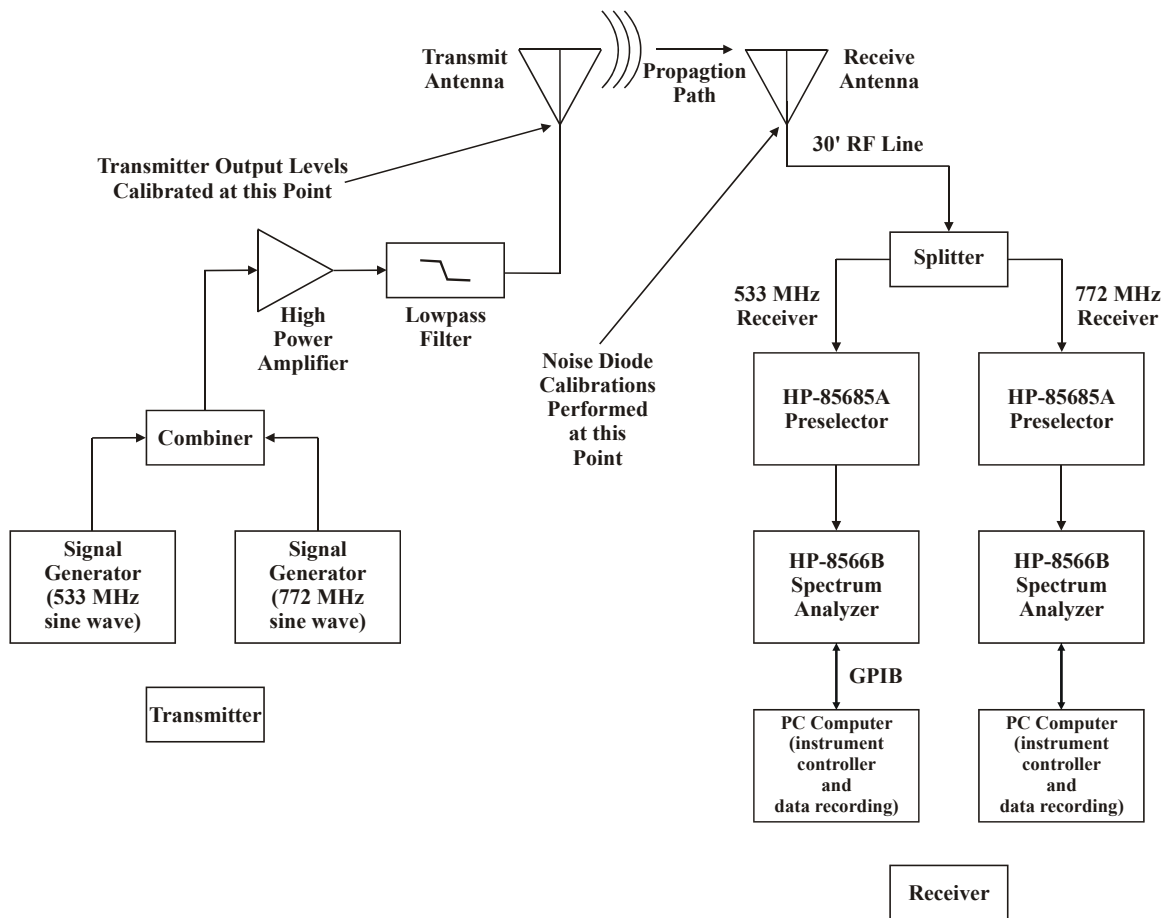 Transmit
Antenna
Propagtion
Path
Receive
Antenna
30' RF Line
Transmitter Output Levels
Calibrated at this Point
Splitter
High
Power
Amplifier
Lowpass
Filter
533 MHz
Receiver
772 MHz
Receiver
Noise Diode
Calibrations
Performed
at this
Point
HP-85685A
Preselector
HP-85685A
Preselector
Combiner
Signal
Generator
(533 MHz
sine wave)
Signal
Generator
(772 MHz
sine wave)
HP-8566B
Spectrum
Analyzer
HP-8566B
Spectrum
Analyzer
GPIB
Transmitter
PC Computer
(instrument
controller
and
data recording)
PC Computer
(instrument
controller
and
data recording)
Receiver